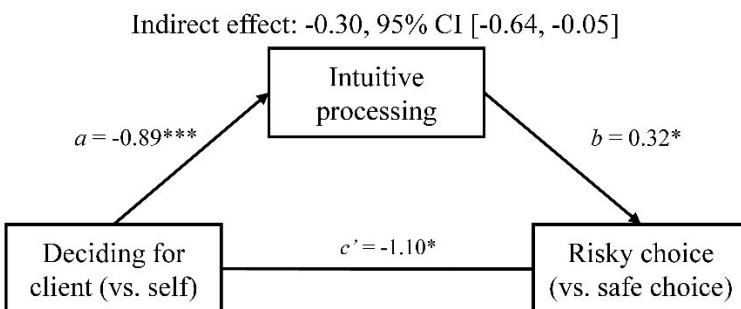 Indirect effect: -0.30, 95% CI [-0.64, -0.05]
Intuitive
processing
a = -0.89***
b = 0.32*
c’ = -1.10*
Deciding for
client (vs. self)
Risky choice
(vs. safe choice)